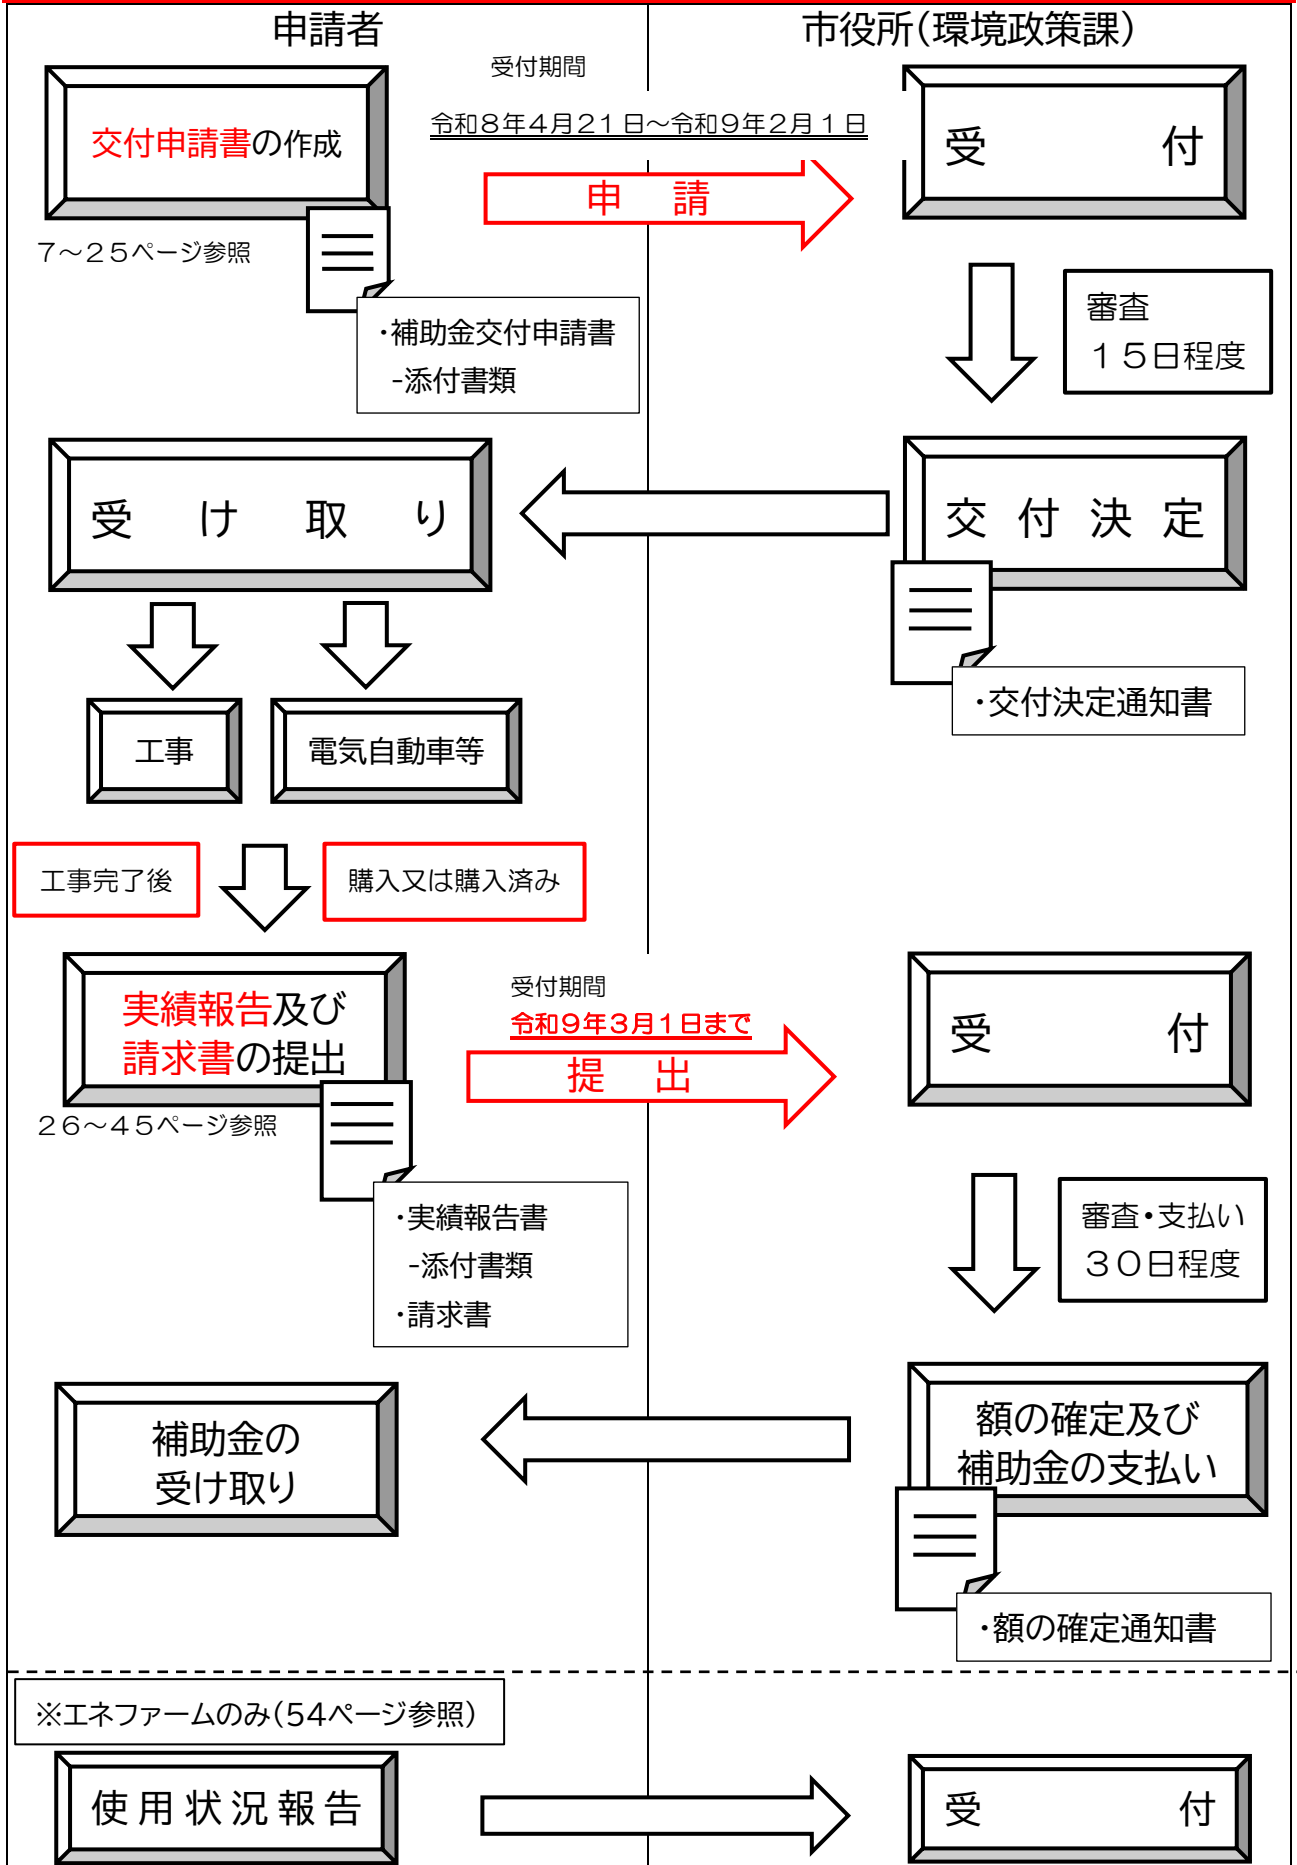 申請者
市役所(環境政策課)
受付期間
令和8年4月21日～令和9年2月1日
交付申請書の作成
申　請
受　付
7～25ページ参照
・補助金交付申請書
-添付書類
審査
15日程度
受け取り
交付決定
・交付決定通知書
工事
電気自動車等
工事完了後
購入又は購入済み
実績報告及び
請求書の提出
受付期間
令和9年3月1日まで
提　出
受　付
26～45ページ参照
・実績報告書
-添付書類
・請求書
審査・支払い
30日程度
補助金の
受け取り
額の確定及び
補助金の支払い
・額の確定通知書
※エネファームのみ(54ページ参照)
使用状況報告
受　付